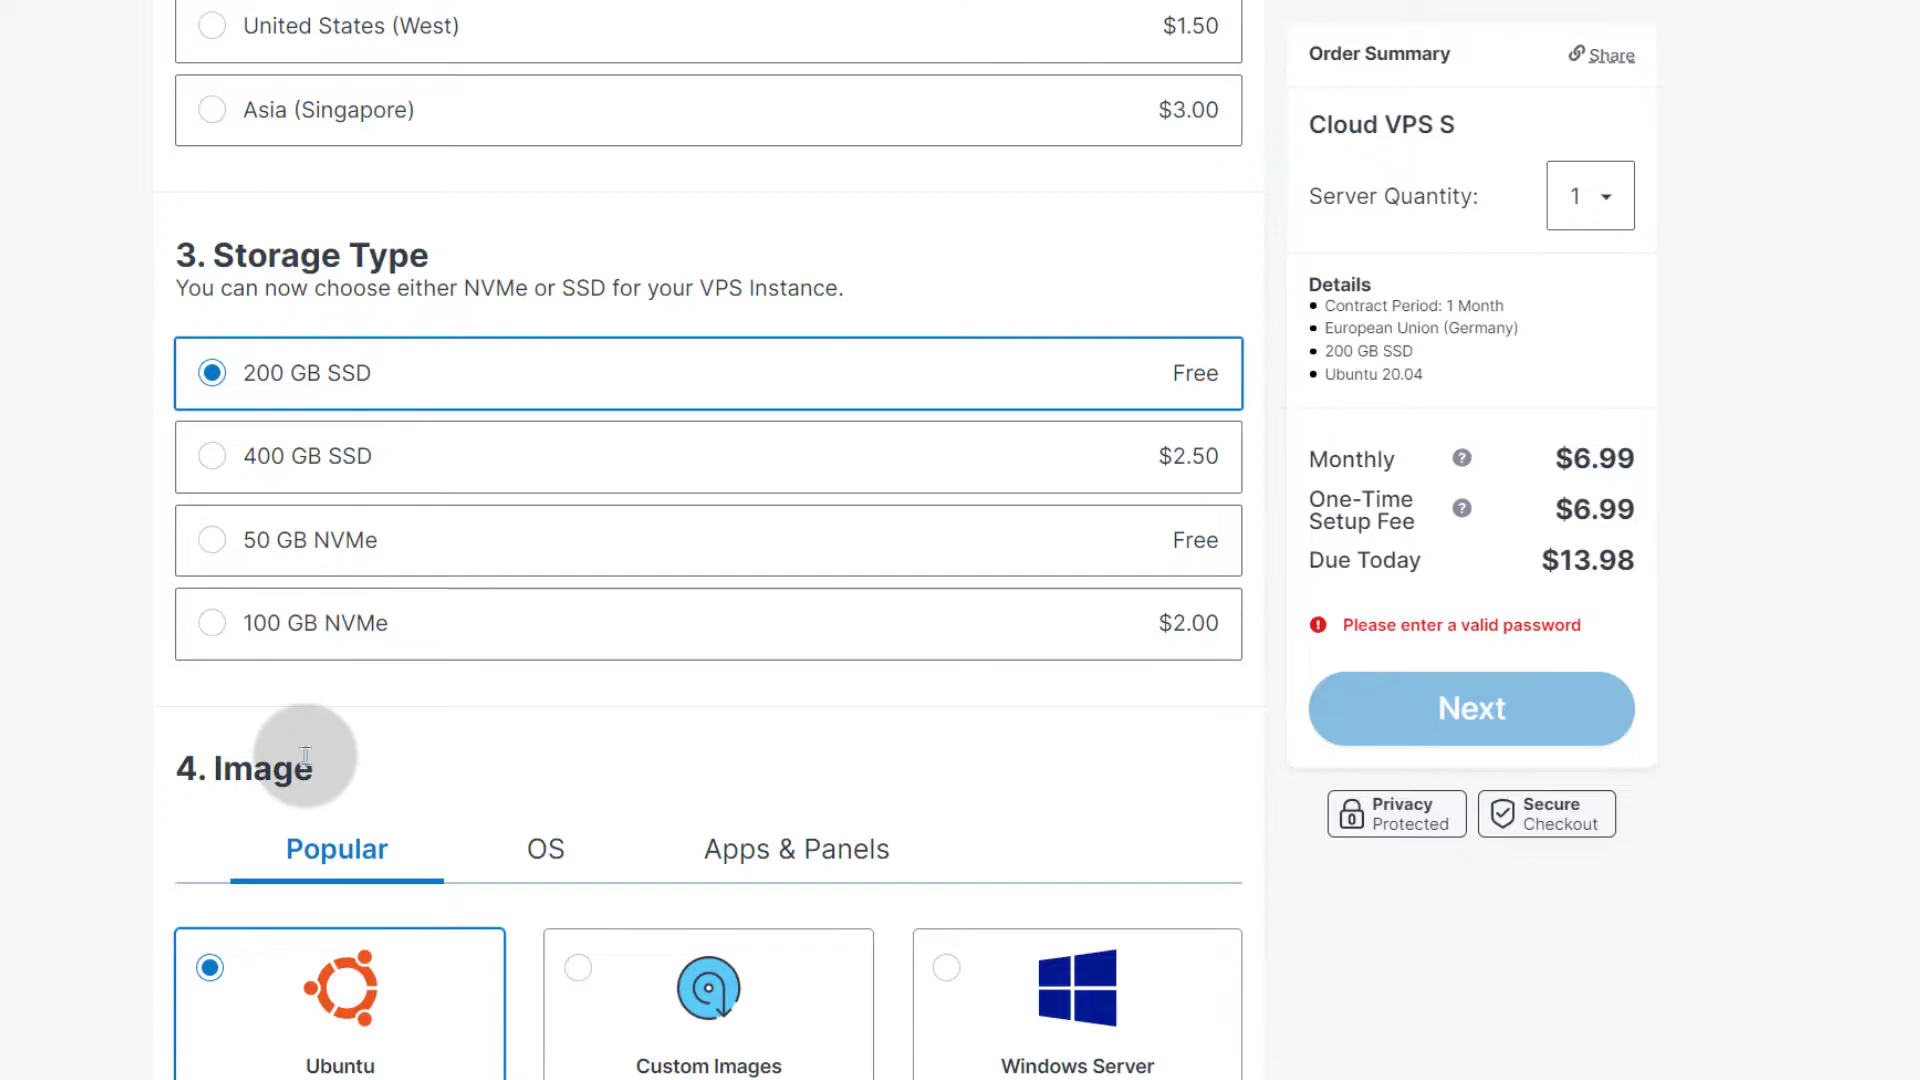 United States (West) $1.50
Asia (Singapore) $3.00
3. Storage Type
You can now choose either NVMe or SSD for your VPS Instance.
200 GB SSD Free
400 GB SSD $2.50
50 GB NVMe Free
100 GB NVMe $2.00
4. Image
Popular OS Apps & Panels
Ubuntu Custom Images Windows Server
Order Summary Share
Cloud VPS S
Server Quantity: 1
Details
Contract Period: 1 Month
European Union (Germany)
200 GB SSD
Ubuntu 20.04
Monthly ? $6.99
One-Time
Setup Fee ? $6.99
Due Today $13.98
Please enter a valid password
Next
Privacy
Protected
Secure
Checkout